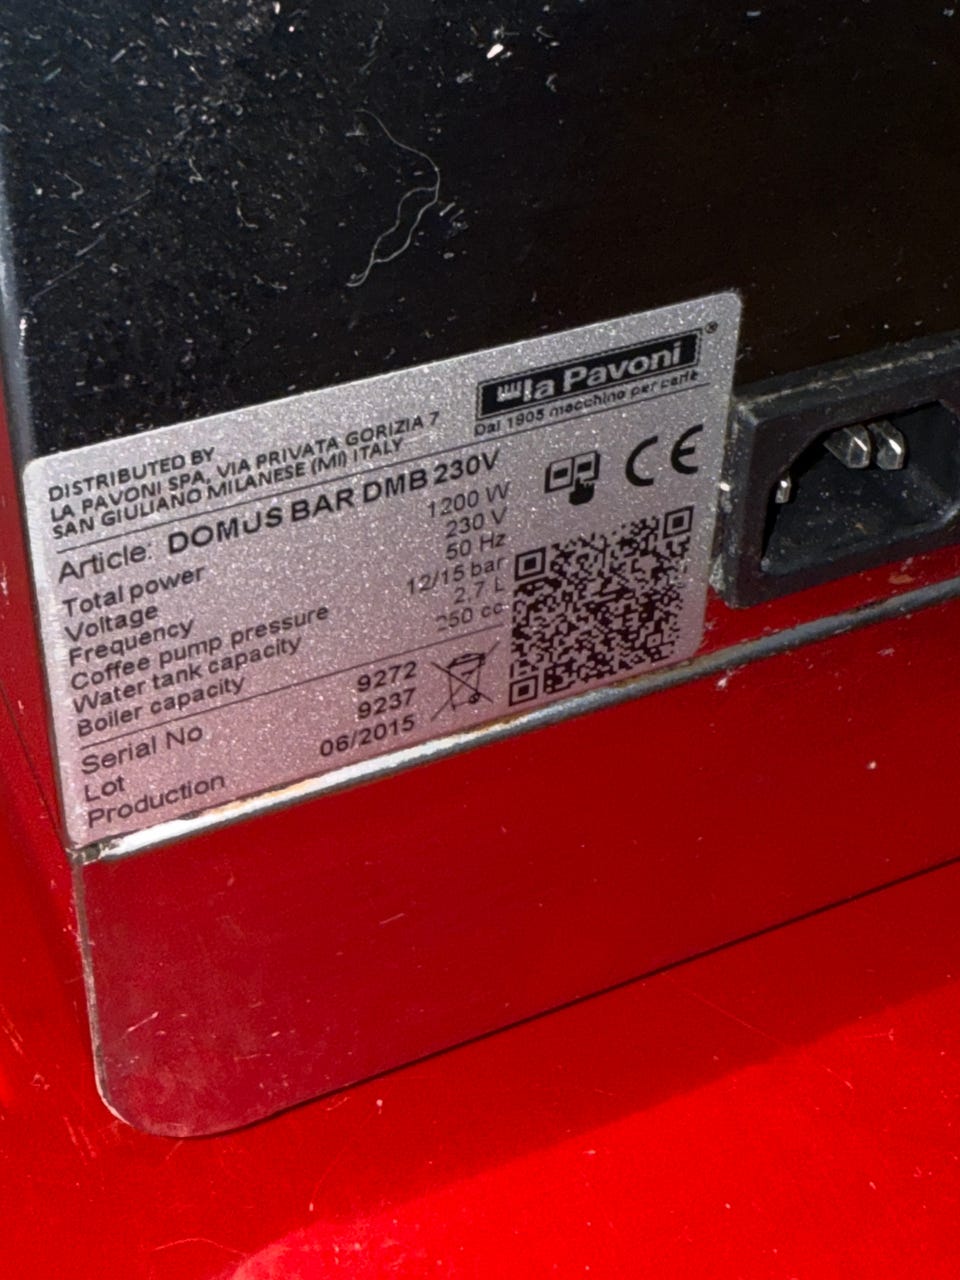 la Pavoni®
Dal 1905 macchine per caffè
DISTRIBUTED BY
LA PAVONI SPA, VIA PRIVATA GORIZIA 7
SAN GIULIANO MILANESE (MI) ITALY
Article: DOMUS BAR DMB 230V
Total power 1200 W
Voltage 230 V
Frequency 50 Hz
Coffee pump pressure 12/15 bar
Water tank capacity 2.7 L
Boiler capacity 250 cc
CE
Serial No 9272
Lot 9237
Production 06/2015